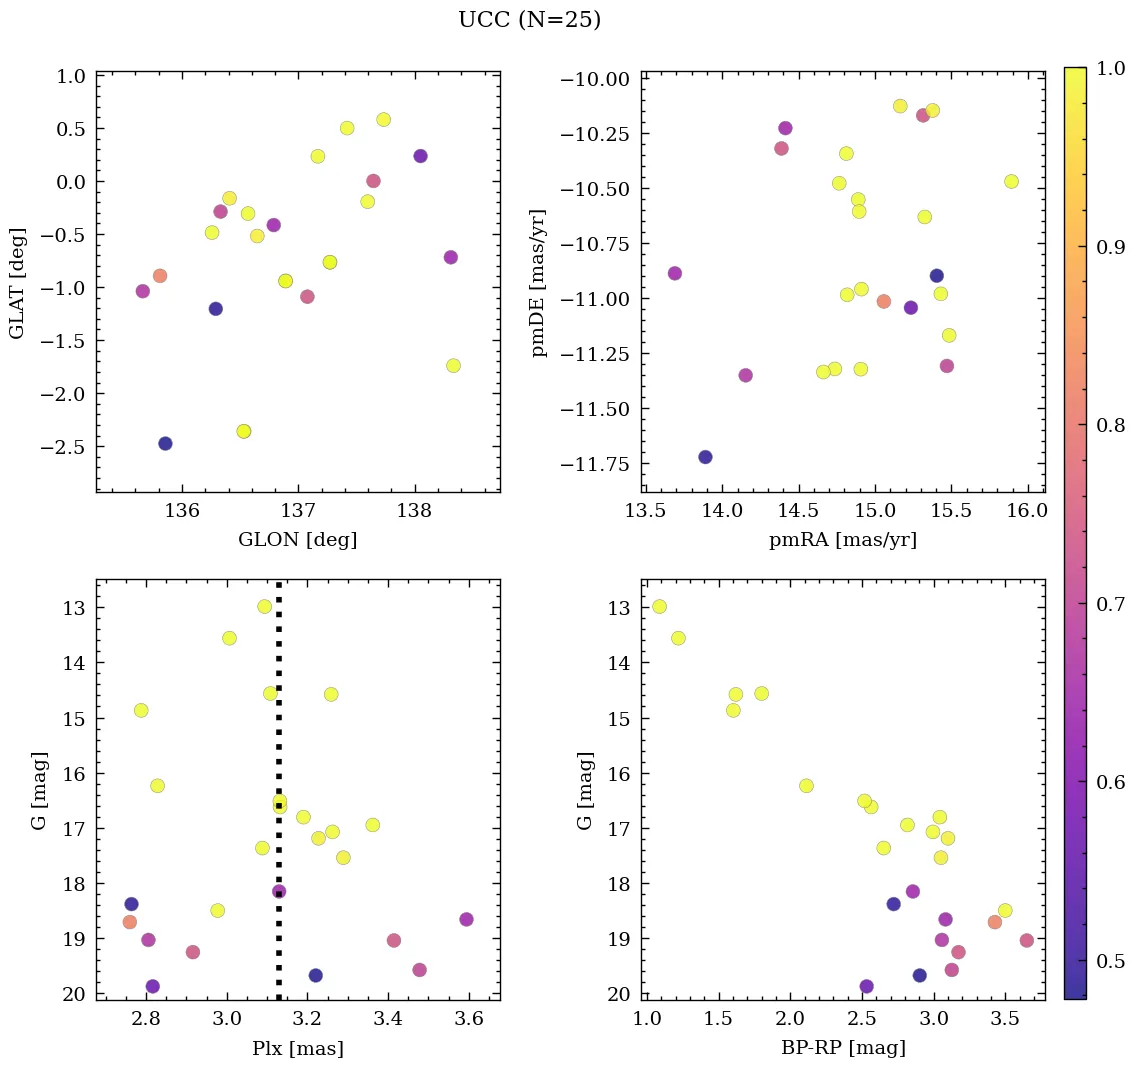 UCC (N=25)
1.0
0.5
0.0
−0.5
−1.0
−1.5
−2.0
−2.5
GLAT [deg]
136 137 138
GLON [deg]
−10.00
−10.25
−10.50
−10.75
−11.00
−11.25
−11.50
−11.75
pmDE [mas/yr]
13.5 14.0 14.5 15.0 15.5 16.0
pmRA [mas/yr]
13
14
15
16
17
18
19
20
G [mag]
2.8 3.0 3.2 3.4 3.6
Plx [mas]
13
14
15
16
17
18
19
20
G [mag]
1.0 1.5 2.0 2.5 3.0 3.5
BP-RP [mag]
1.0
0.9
0.8
0.7
0.6
0.5